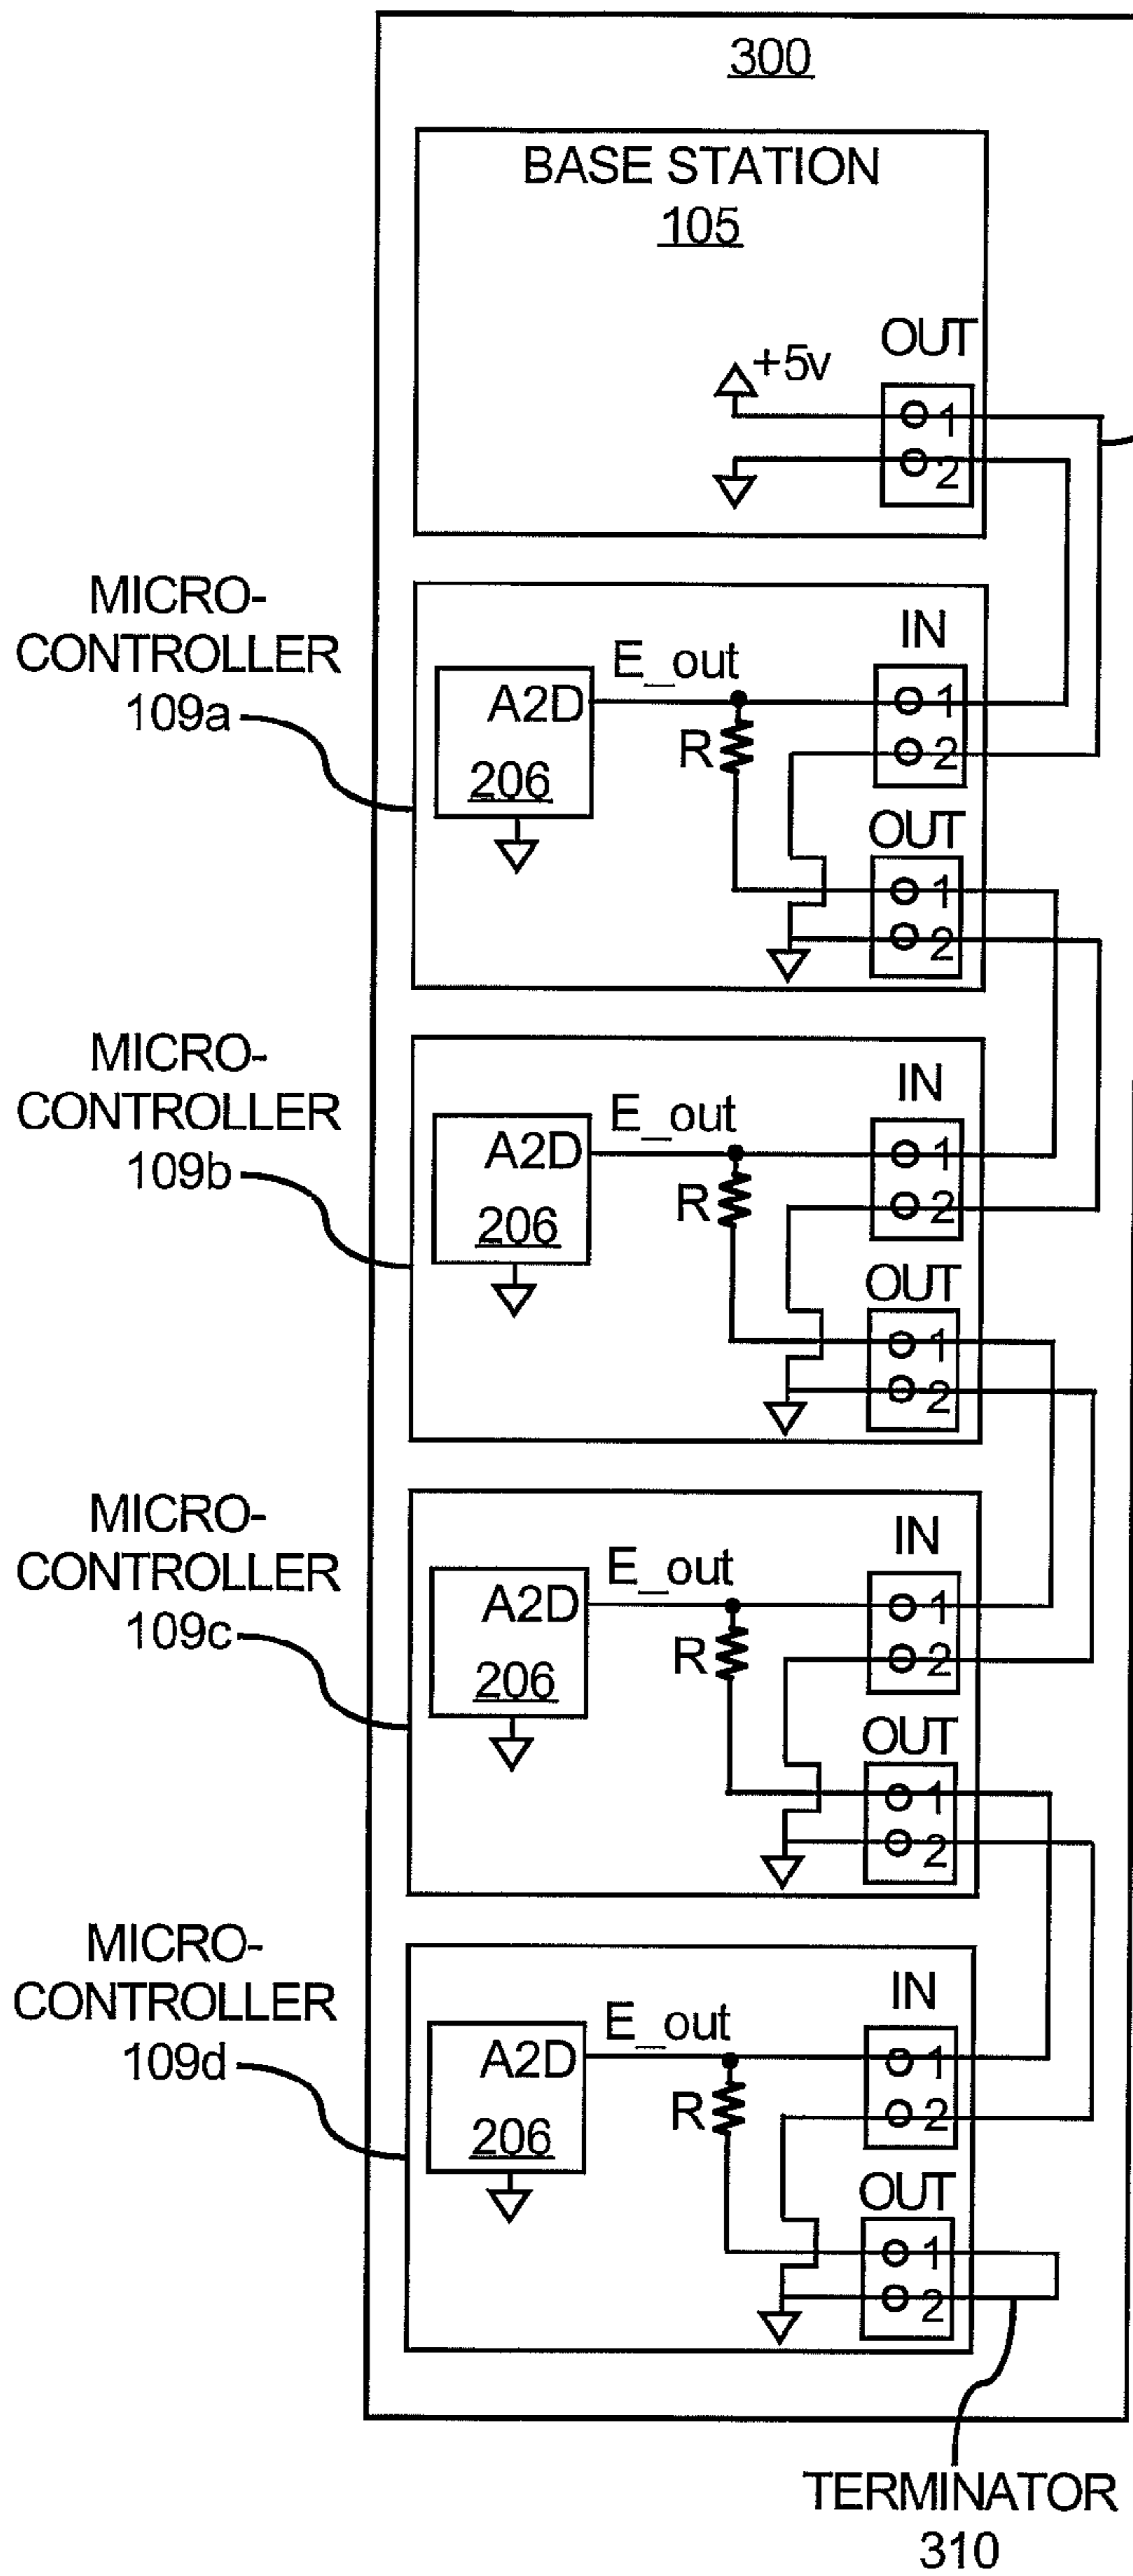 300
BASE STATION
105
OUT
+5v
1
2
MICRO-
CONTROLLER
109a
IN
E_out
A2D
1
R
2
206
OUT
1
2
MICRO-
CONTROLLER
109b
IN
E_out
A2D
1
R
2
206
OUT
1
2
MICRO-
CONTROLLER
109c
IN
E_out
A2D
1
R
2
206
OUT
1
2
MICRO-
CONTROLLER
109d
IN
E_out
A2D
1
R
2
206
OUT
1
2
TERMINATOR
310